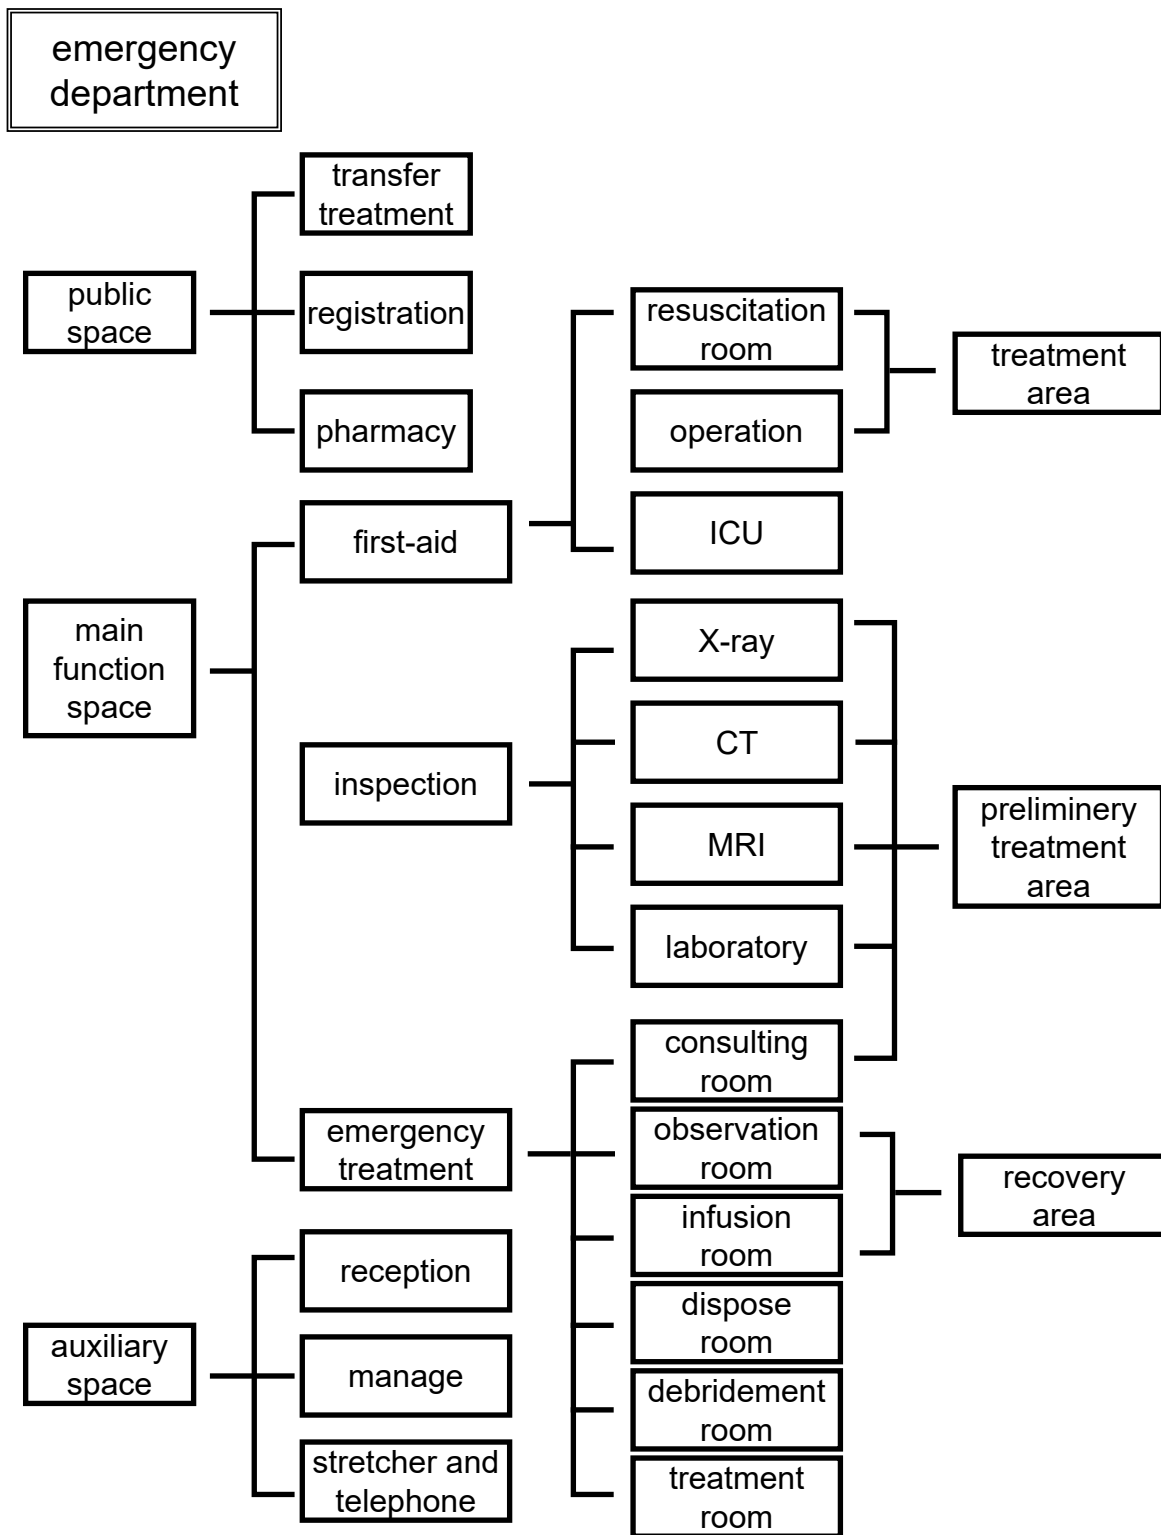 emergency
department
transfer
treatment
public
space
registration
pharmacy
resuscitation
room
treatment
area
operation
first-aid
ICU
main
function
space
X-ray
CT
inspection
MRI
laboratory
preliminery
treatment
area
consulting
room
emergency
treatment
observation
room
infusion
room
recovery
area
reception
dispose
room
auxiliary
space
manage
debridement
room
stretcher and
telephone
treatment
room